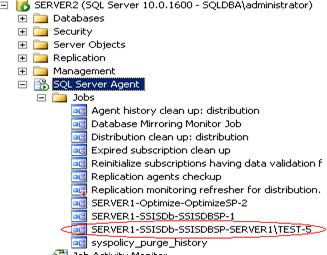 SERVER2 (SQL Server 10.0.1600 - SQLDBA\administrator)
Databases
Security
Server Objects
Replication
Management
SQL Server Agent
Jobs
Agent history clean up: distribution
Database Mirroring Monitor Job
Distribution clean up: distribution
Expired subscription clean up
Reinitialize subscriptions having data validation f
Replication agents checkup
Replication monitoring refresher for distribution.
SERVER1-Optimize-OptimizeSP-2
SERVER1-SSISDb-SSISDBSP-1
SERVER1-SSISDb-SSISDBSP-SERVER1\TEST-5
syspolicy_purge_history
Job Activity Monitor